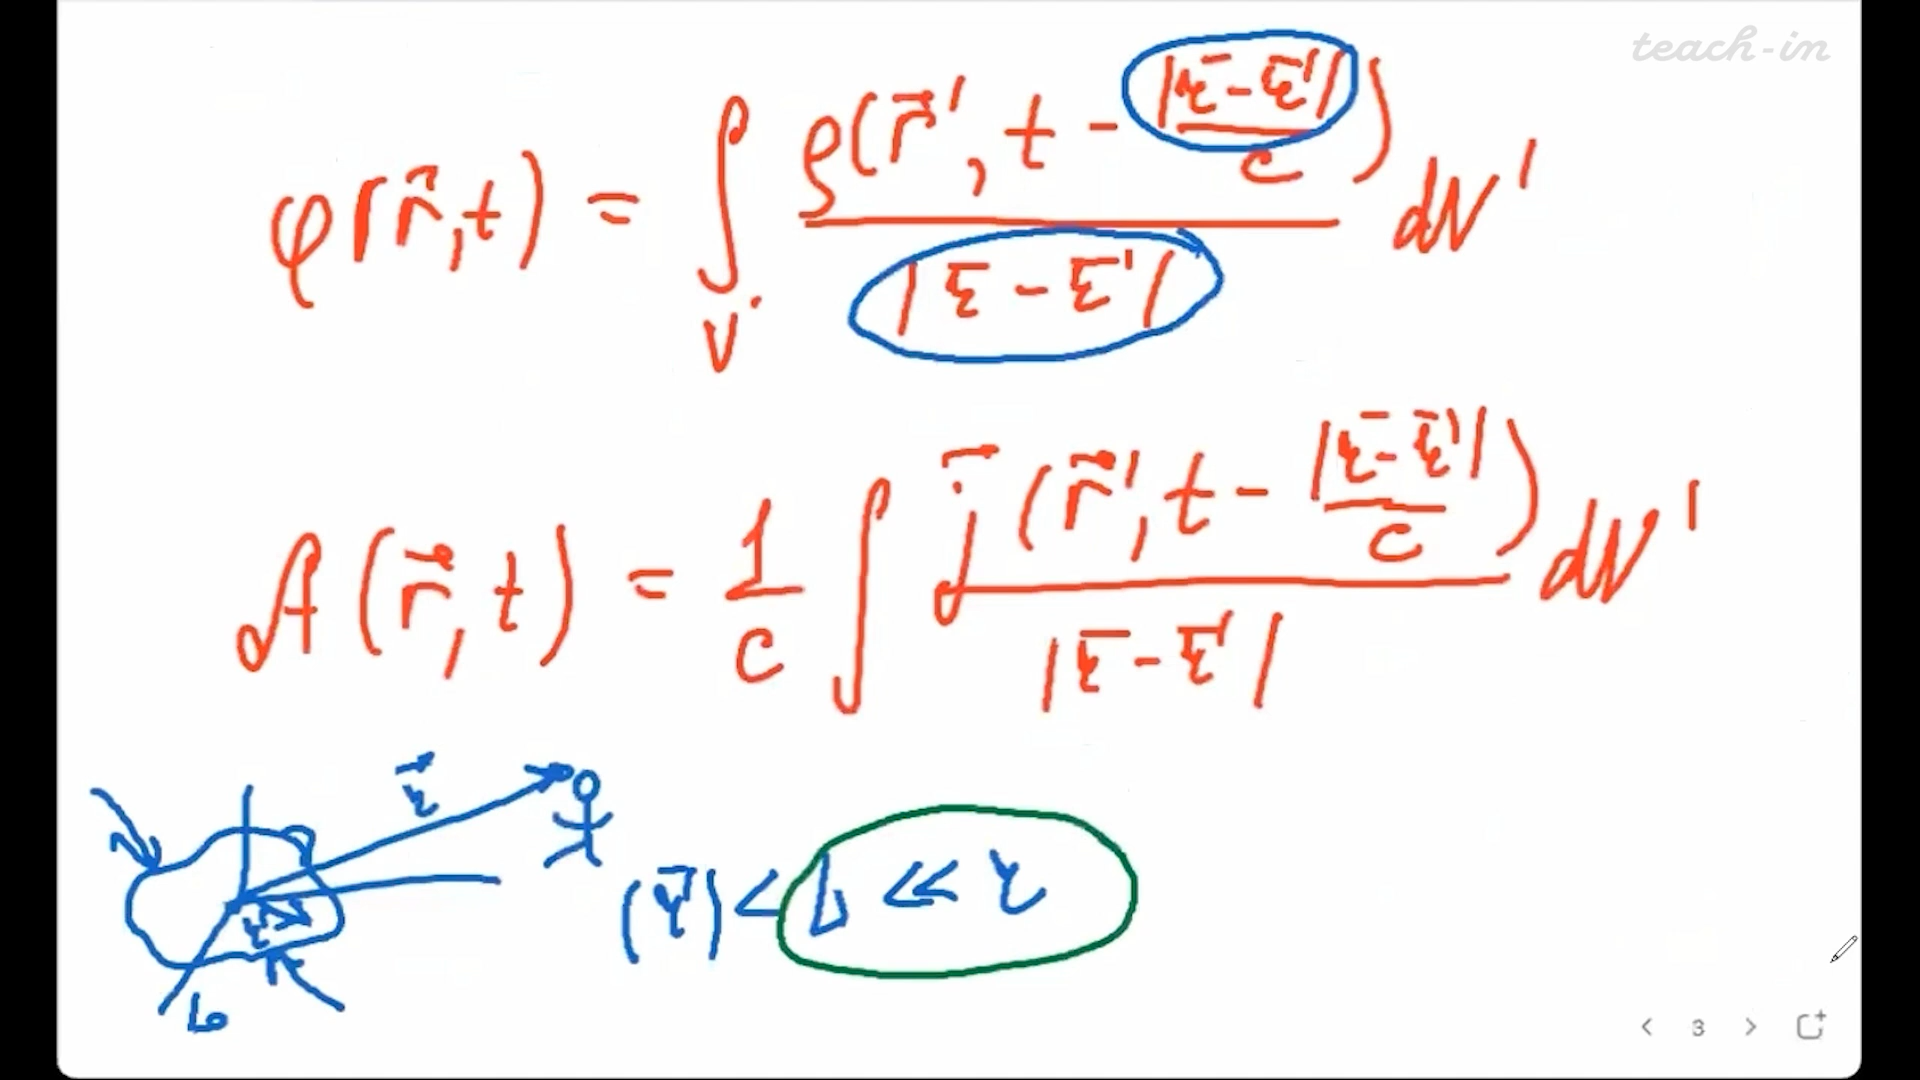 teach-in
φ(r⃗, t) = ∫_V' ρ(r⃗', t - |r̄ - r̄'|/c) / |r̄ - r̄'| dV'
A(r⃗, t) = 1/c ∫ j⃗(r⃗', t - |r̄ - r̄'|/c) / |r̄ - r̄'| dV'
r⃗
r⃗'
|r⃗'| < L ≪ r
L
3